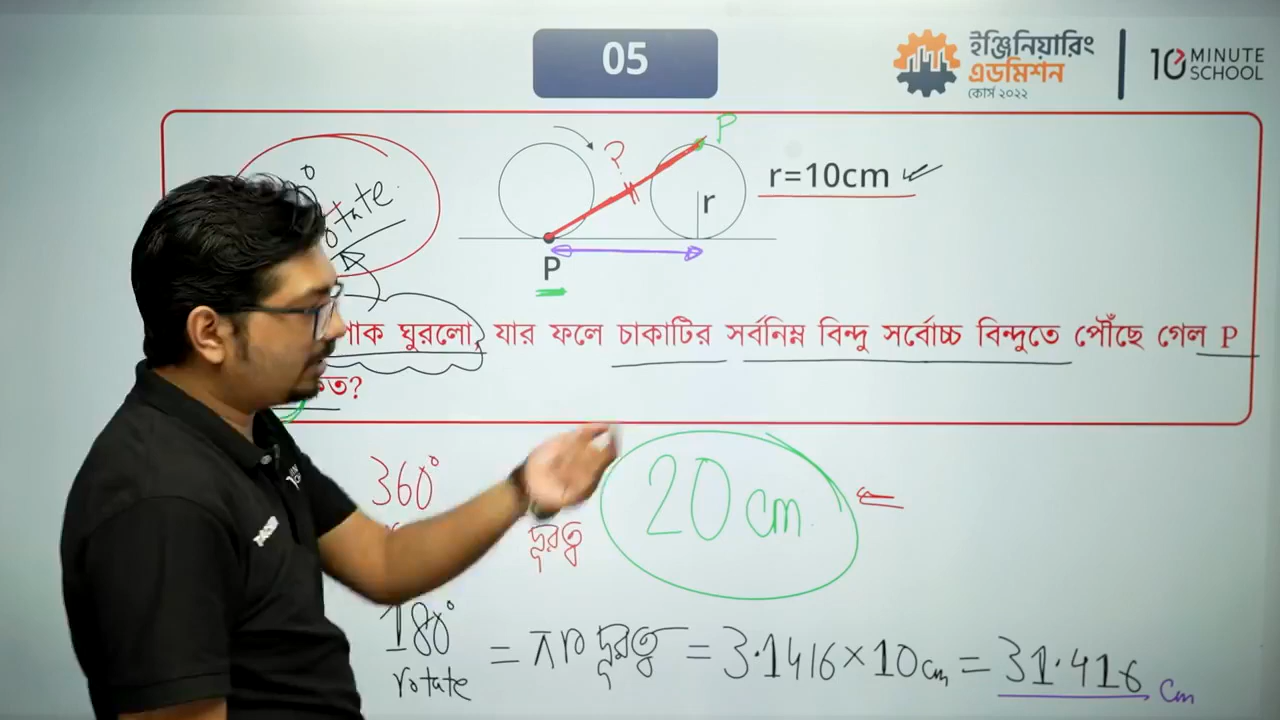 05
ইঞ্জিনিয়ারিং
এডমিশন
কোর্স ২০২২
10 MINUTE
SCHOOL
P
?
r=10cm
r
P
ঘুরলো, যার ফলে চাকাটির সর্বনিম্ন বিন্দু সর্বোচ্চ বিন্দুতে পৌঁছে গেল P
কত?
360°
20 cm
দূরত্ব
180° = πr দূরত্ব = 3.1416×10cm = 31.416 cm
rotate